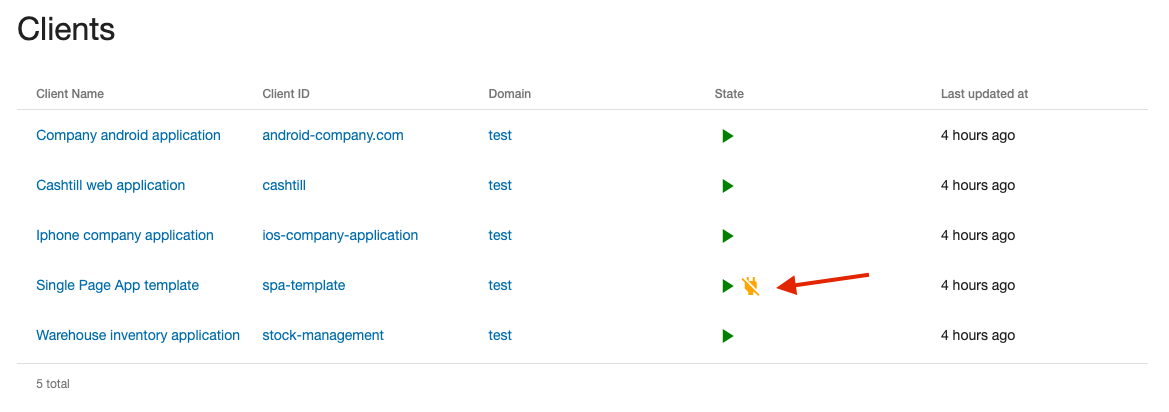 Clients
Client Name Client ID Domain State Last updated at
Company android application android-company.com test 4 hours ago
Cashtill web application cashtill test 4 hours ago
Iphone company application ios-company-application test 4 hours ago
Single Page App template spa-template test 4 hours ago
Warehouse inventory application stock-management test 4 hours ago
5 total